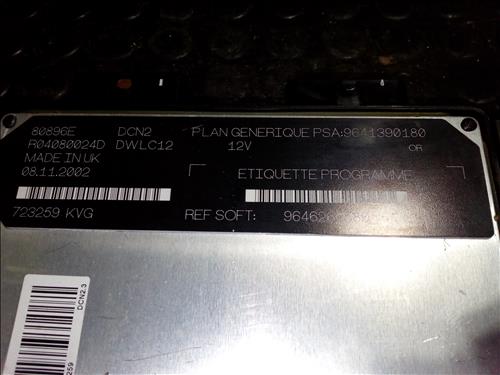 80896E DCN2 PLAN GENERIQUE PSA:9641390180
R04080024D DWLC12 12V OR
MADE IN UK
08.11.2002 ETIQUETTE PROGRAMME
723259 KVG REF SOFT:
DCN2.3